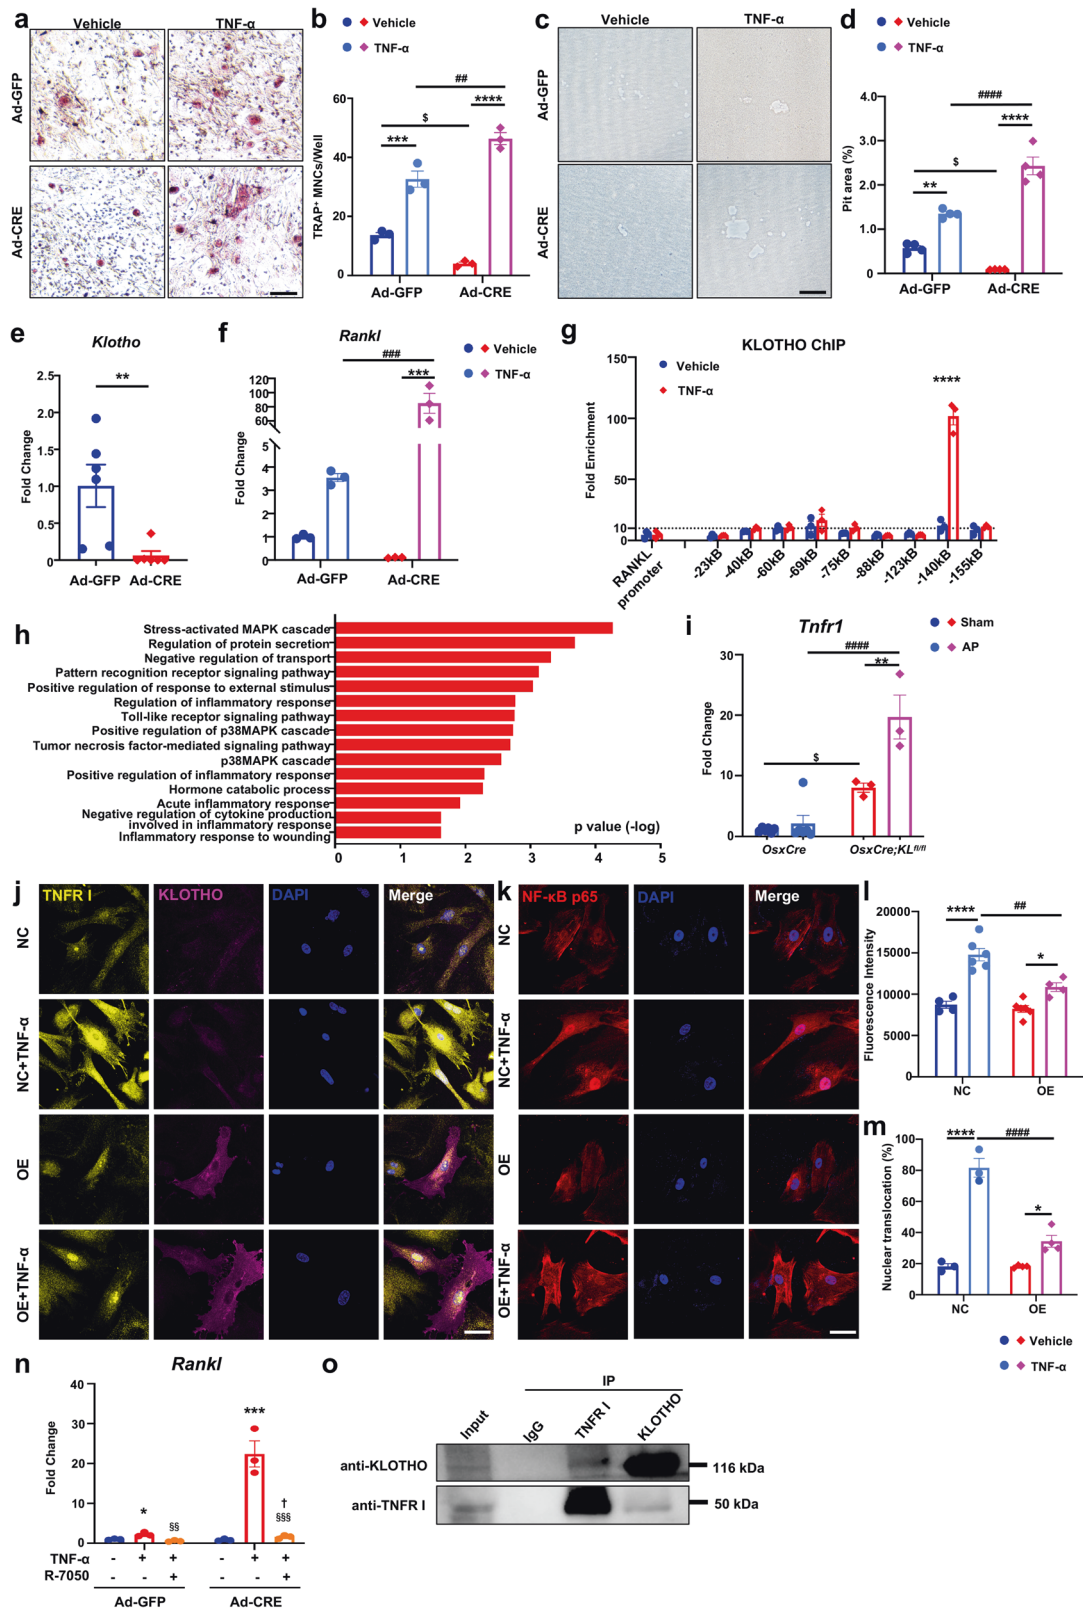 a
Vehicle
TNF-α
Ad-GFP
Ad-CRE
b
Vehicle
TNF-α
##
$
***
****
TRAP⁺ MNCs/Well
60
40
20
0
Ad-GFP
Ad-CRE
c
Vehicle
TNF-α
Ad-GFP
Ad-CRE
d
Vehicle
TNF-α
####
$
**
****
Pit area (%)
4.0
3.0
2.0
1.0
0
Ad-GFP
Ad-CRE
e
Klotho
**
Fold Change
2.5
2.0
1.5
1.0
0.5
0
Ad-GFP Ad-CRE
f
Rankl
Vehicle
TNF-α
###
***
Fold Change
120
100
80
60
5
4
3
2
1
0
Ad-GFP
Ad-CRE
g
KLOTHO ChIP
Vehicle
TNF-α
****
Fold Enrichment
150
100
50
10
0
RANKL
promoter
-23kB
-40kB
-60kB
-69kB
-75kB
-88kB
-123kB
-140kB
-155kB
h
Stress-activated MAPK cascade
Regulation of protein secretion
Negative regulation of transport
Pattern recognition receptor signaling pathway
Positive regulation of response to external stimulus
Regulation of inflammatory response
Toll-like receptor signaling pathway
Positive regulation of p38MAPK cascade
Tumor necrosis factor-mediated signaling pathway
p38MAPK cascade
Positive regulation of inflammatory response
Hormone catabolic process
Acute inflammatory response
Negative regulation of cytokine production
involved in inflammatory response
Inflammatory response to wounding
p value (-log)
0 1 2 3 4 5
i
Tnfr1
Sham
AP
####
**
$
Fold Change
30
20
10
0
OsxCre
OsxCre;KLfl/fl
j
TNFR I
KLOTHO
DAPI
Merge
NC
NC+TNF-α
OE
OE+TNF-α
k
NF-κB p65
DAPI
Merge
NC
NC+TNF-α
OE
OE+TNF-α
l
****
##
*
Fluorescence Intensity
20000
15000
10000
5000
0
NC
OE
m
****
####
*
Nuclear translocation (%)
100
80
60
40
20
0
NC
OE
Vehicle
TNF-α
n
Rankl
Fold Change
40
30
20
10
0
*
§§
***
†
§§§
TNF-α - + + - + +
R-7050 - - + - - +
Ad-GFP
Ad-CRE
o
IP
Input
IgG
TNFR I
KLOTHO
anti-KLOTHO
116 kDa
anti-TNFR I
50 kDa